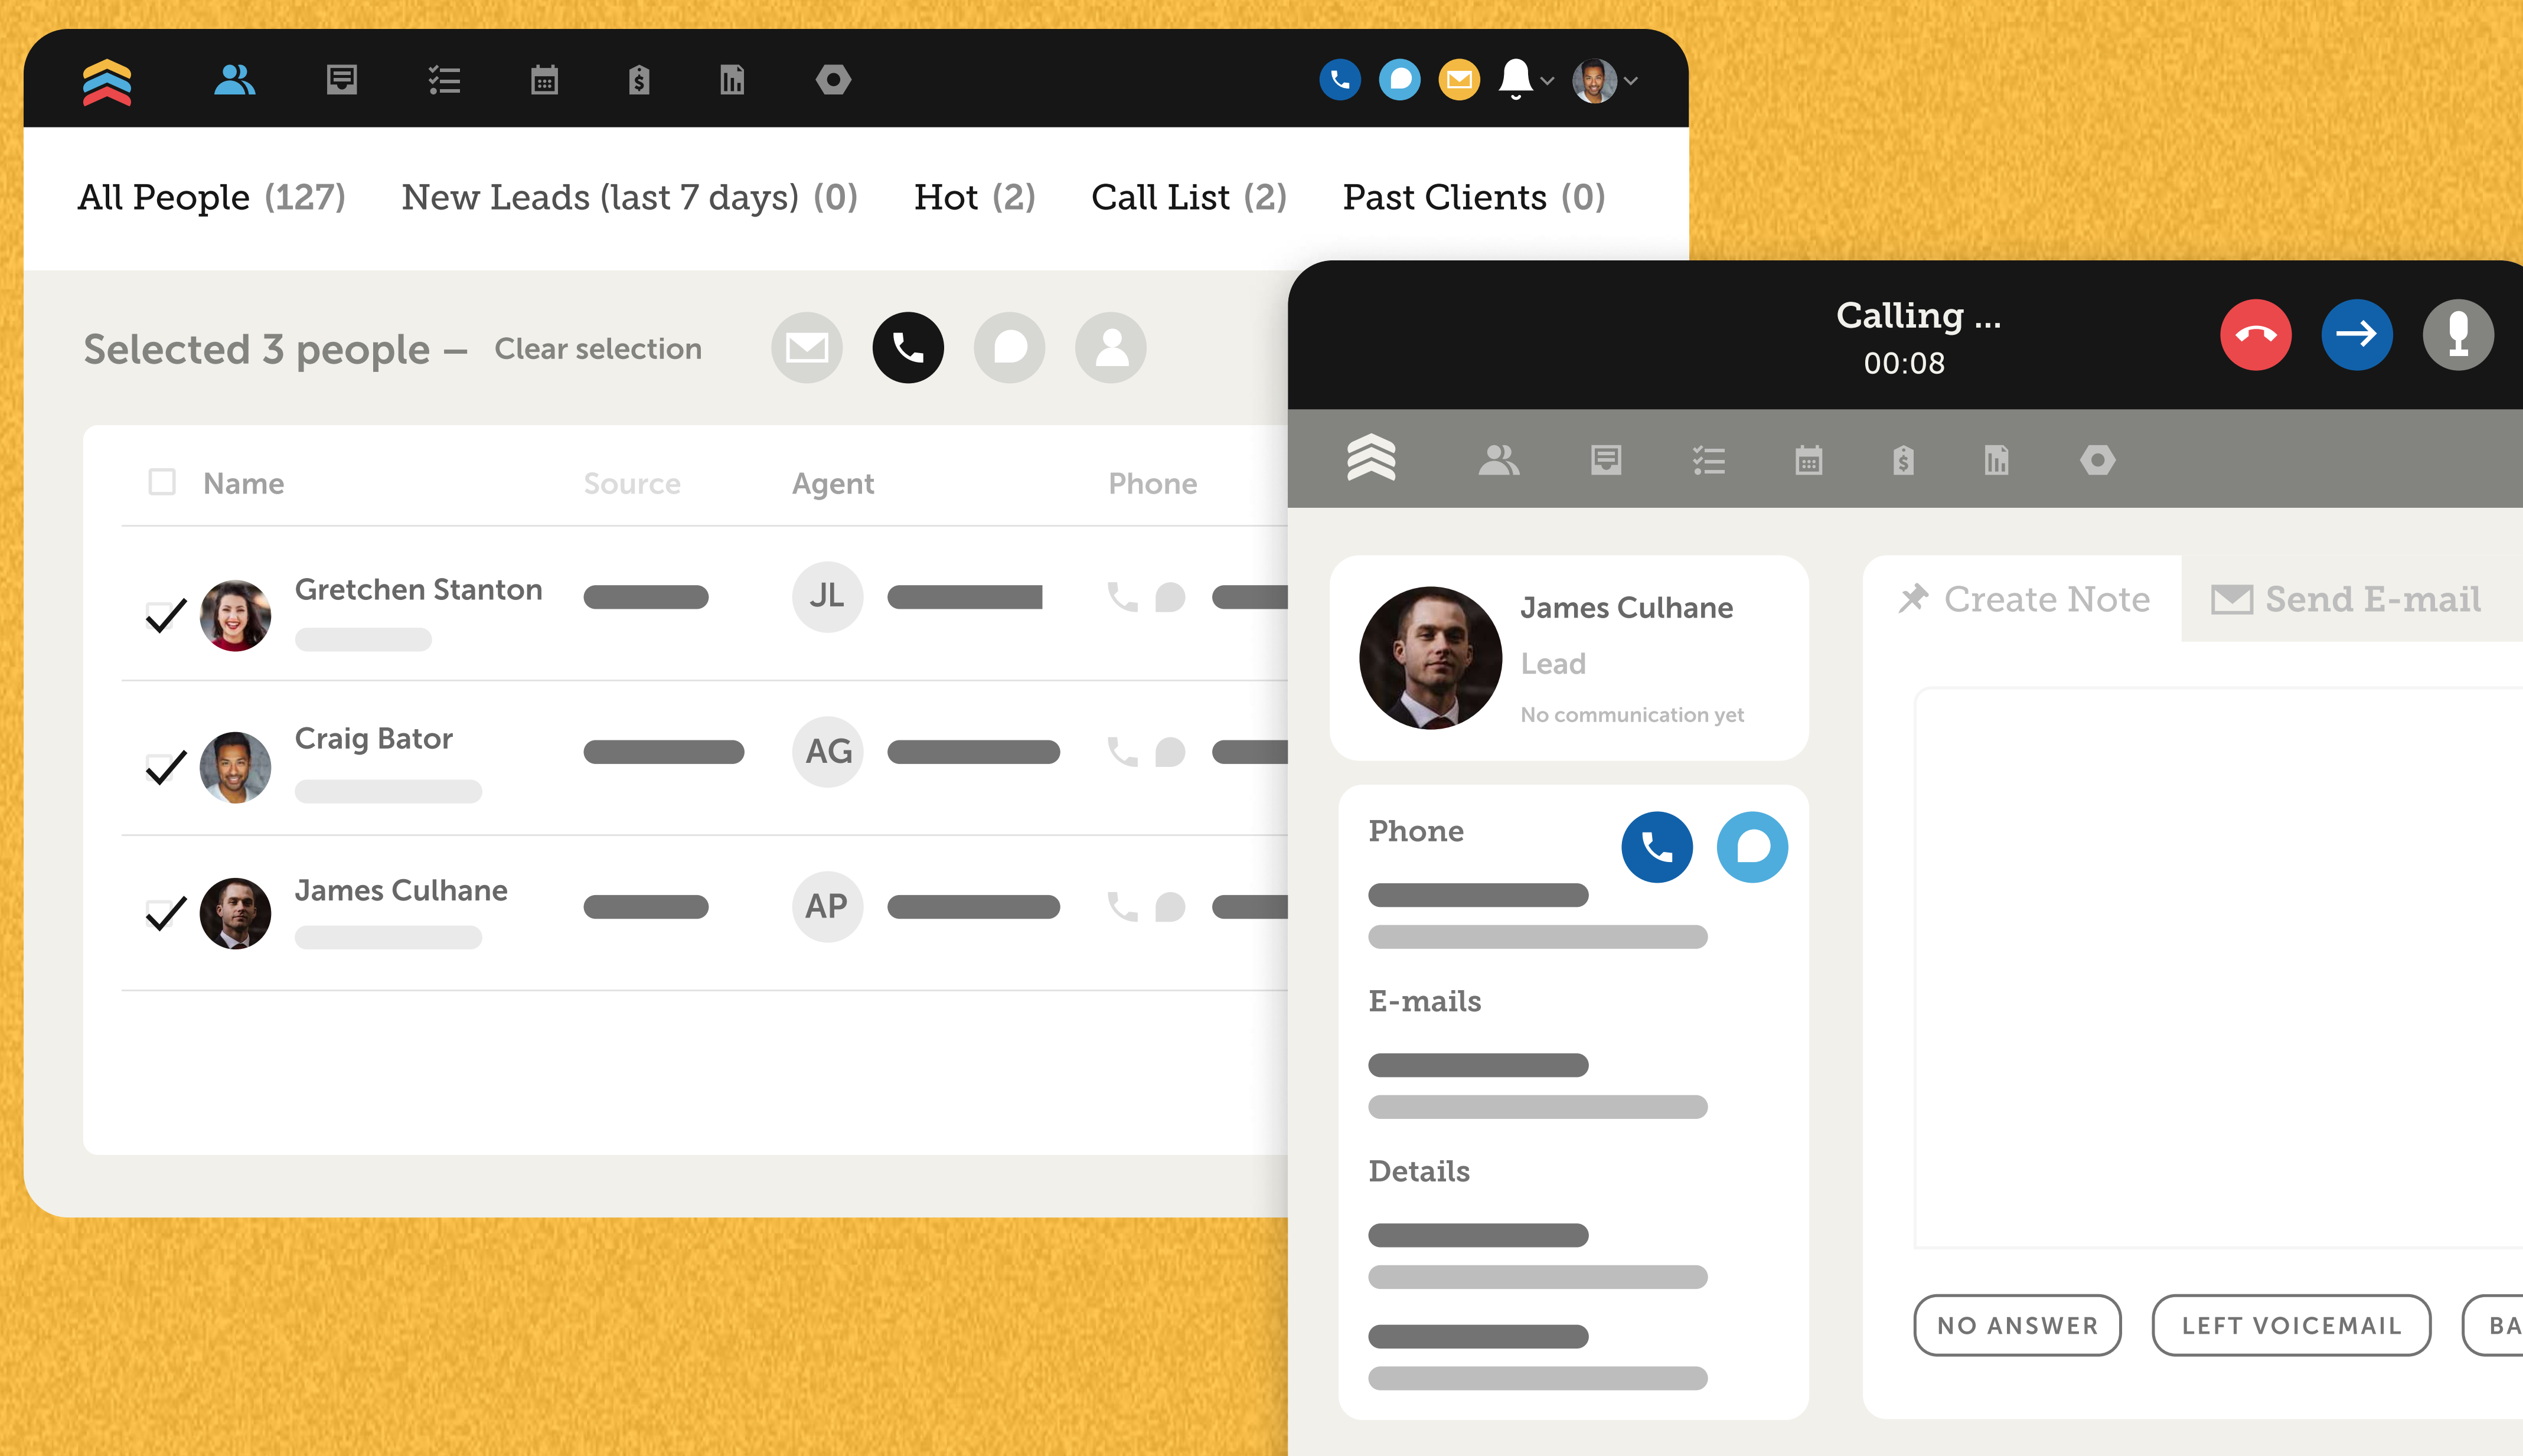 All People (127) New Leads (last 7 days) (0) Hot (2) Call List (2) Past Clients (0)
Selected 3 people – Clear selection
Name Source Agent Phone
Gretchen Stanton JL
Craig Bator AG
James Culhane AP
Calling ...
00:08
James Culhane
Lead
No communication yet
Phone
E-mails
Details
Create Note Send E-mail
NO ANSWER LEFT VOICEMAIL BA